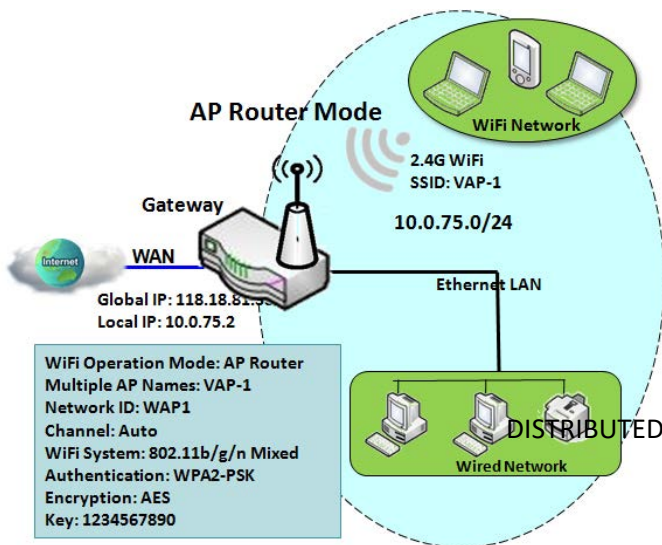 AP Router Mode
WiFi Network
2.4G WiFi
SSID: VAP-1
10.0.75.0/24
Gateway
Internet
WAN
Ethernet LAN
Global IP: 118.18.81.
Local IP: 10.0.75.2
WiFi Operation Mode: AP Router
Multiple AP Names: VAP-1
Network ID: WAP1
Channel: Auto
WiFi System: 802.11b/g/n Mixed
Authentication: WPA2-PSK
Encryption: AES
Key: 1234567890
DISTRIBUTED
Wired Network